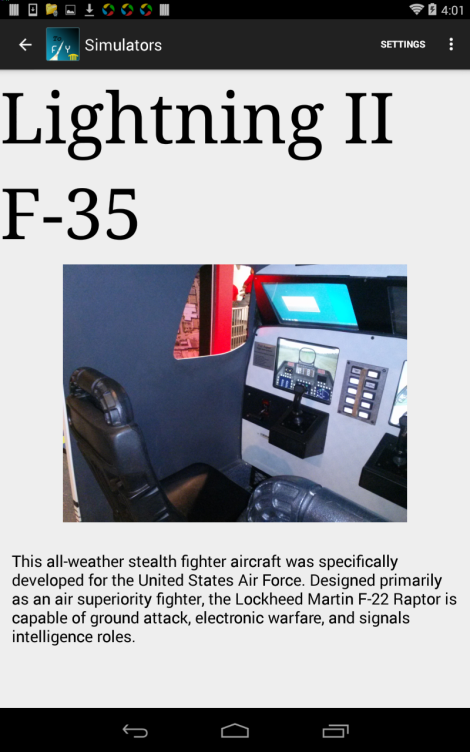 4:01
Simulators
SETTINGS
Lightning II
F-35
This all-weather stealth fighter aircraft was specifically
developed for the United States Air Force. Designed primarily
as an air superiority fighter, the Lockheed Martin F-22 Raptor is
capable of ground attack, electronic warfare, and signals
intelligence roles.